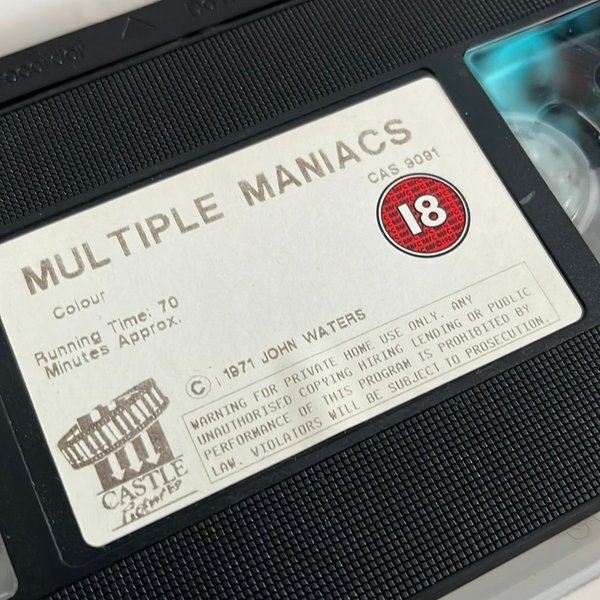 MULTIPLE MANIACS
CAS 9091
18
Colour
Running Time: 70
Minutes Approx.
© 1971 JOHN WATERS
WARNING FOR PRIVATE HOME USE ONLY. ANY
UNAUTHORISED COPYING HIRING LENDING OR PUBLIC
PERFORMANCE OF THIS PROGRAM IS PROHIBITED BY
LAW. VIOLATORS WILL BE SUBJECT TO PROSECUTION.
CASTLE